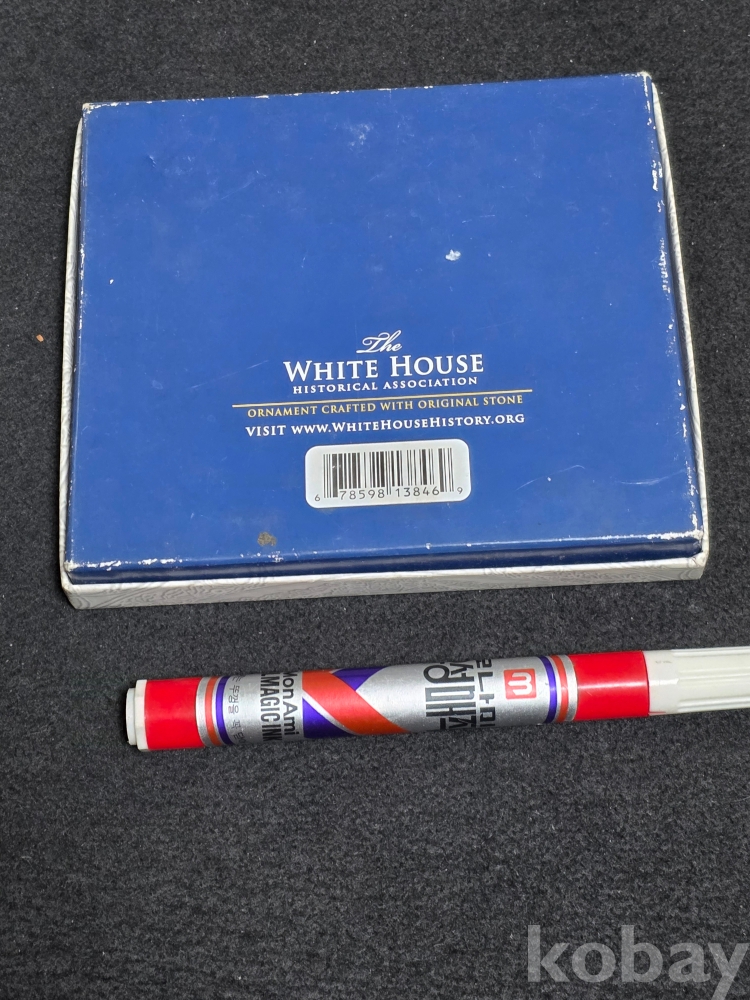 The
WHITE HOUSE
HISTORICAL ASSOCIATION
ORNAMENT CRAFTED WITH ORIGINAL STONE
VISIT WWW.WHITEHOUSEHISTORY.ORG
6 78598 13846 9
MonAmi
MAGIC INK
m
kobay